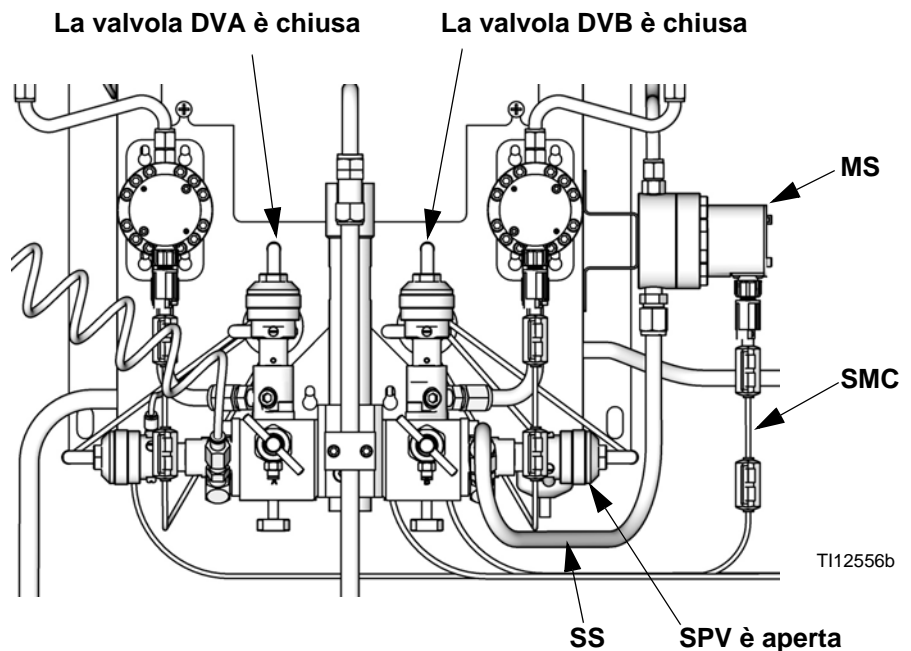 La valvola DVA è chiusa
La valvola DVB è chiusa
MS
SMC
TI12556b
SS
SPV è aperta